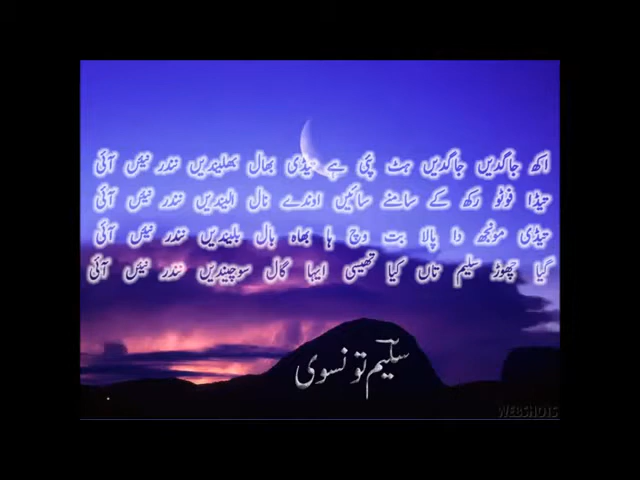 اکھ جاگدیں جاگدیں ہٹ پئی ہے تیڈی بھال بھلیندیں نندر نئیں آئی
تیڈا فوٹو رکھ کے سامنے سائیں اوندے نال الیندیں نندر نئیں آئی
تیڈی مونجھ دا پالا بت وچ ہا بھاہ بال بلیندیں نندر نئیں آئی
گیا چھوڑ سلیم تاں کیا تھیسی ایہا گال سوچیندیں نندر نئیں آئی
سلیم تونسوی
WEBSHOTS